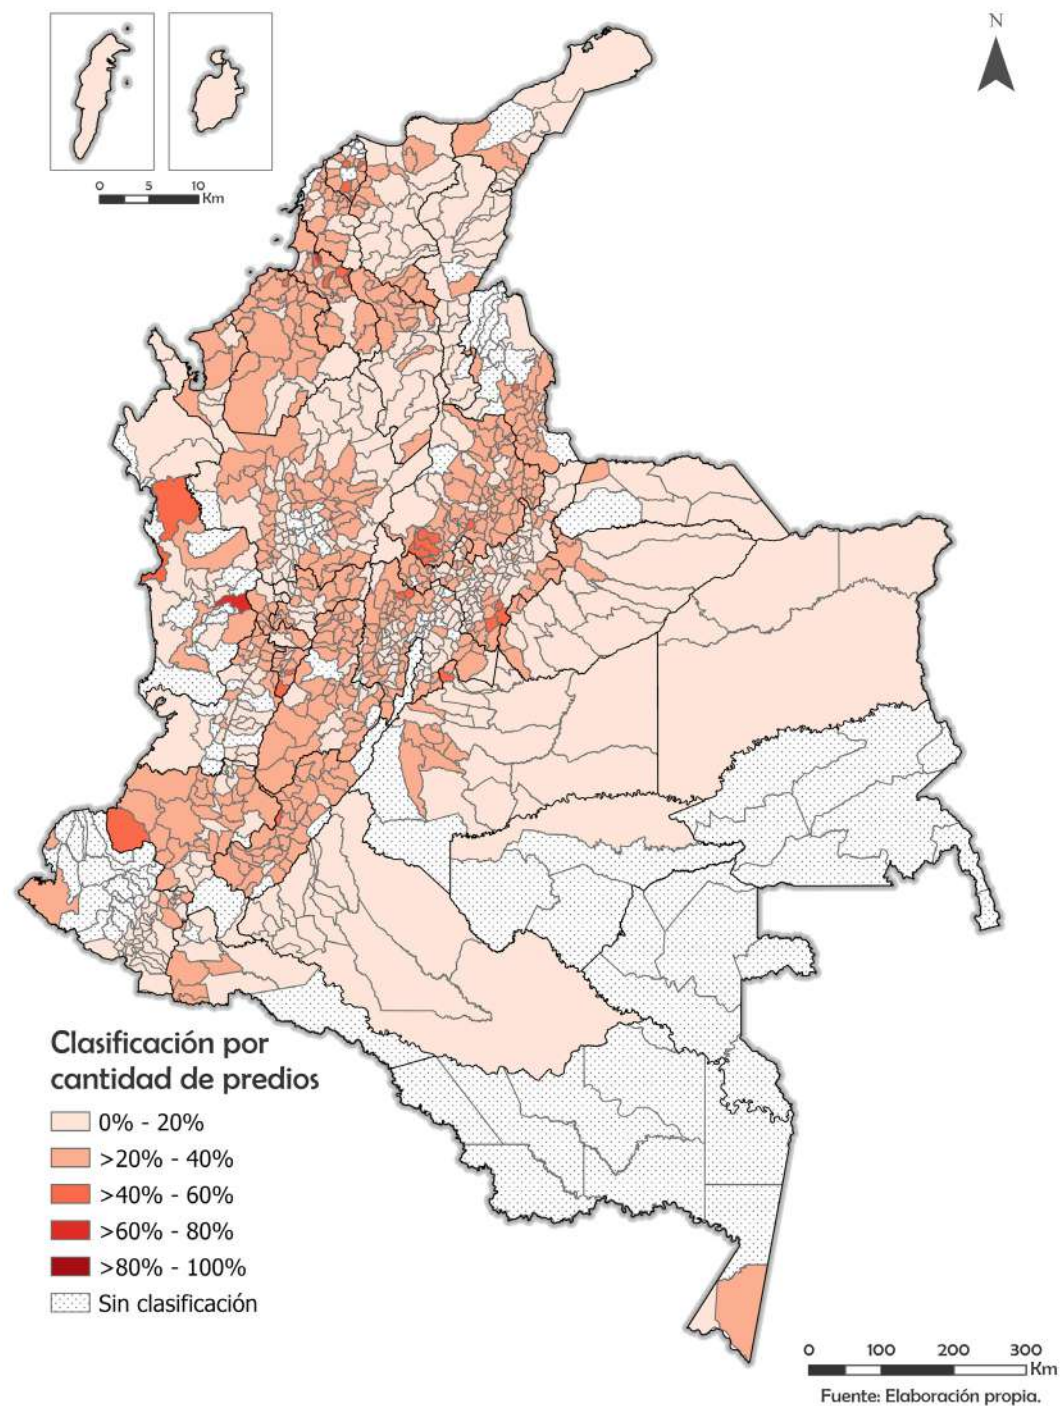 N
0 5 10
Km
Clasificación por
cantidad de predios
0% - 20%
>20% - 40%
>40% - 60%
>60% - 80%
>80% - 100%
Sin clasificación
0 100 200 300
Km
Fuente: Elaboración propia.